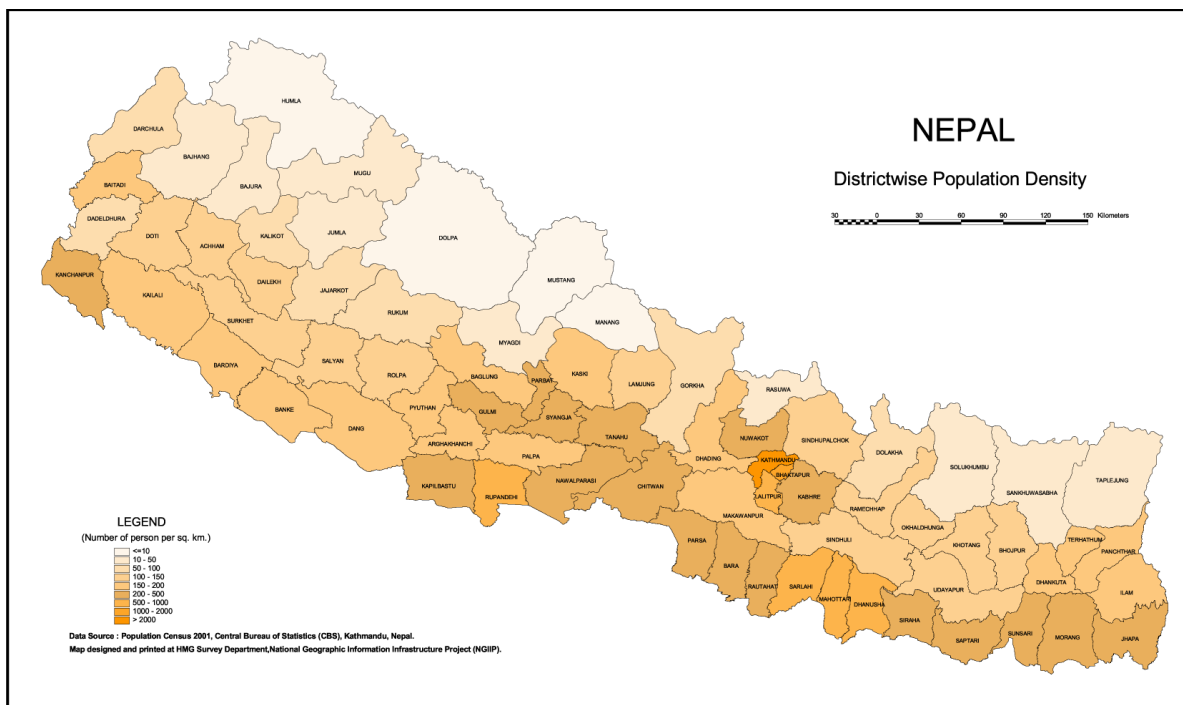 NEPAL
Districtwise Population Density
30 0 30 60 90 120 150 Kilometers
HUMLA
DARCHULA
BAJHANG
MUGU
BAITADI
BAJURA
DADELDHURA
DOTI
ACHHAM
KALIKOT
JUMLA
DOLPA
KANCHANPUR
DAILEKH
JAJARKOT
MUSTANG
KAILALI
SURKHET
RUKUM
MANANG
MYAGDI
BARDIYA
SALYAN
ROLPA
BAGLUNG
PARBAT
KASKI
LAMJUNG
GORKHA
RASUWA
BANKE
DANG
PYUTHAN
GULMI
SYANGJA
TANAHU
NUWAKOT
SINDHUPALCHOK
DOLAKHA
ARGHAKHANCHI
PALPA
DHADING
KATHMANDU
BHAKTAPUR
SOLUKHUMBU
SANKHUWASABHA
TAPLEJUNG
KAPILBASTU
RUPANDEHI
NAWALPARASI
CHITWAN
LALITPUR
KABHRE
RAMECHHAP
MAKAWANPUR
OKHALDHUNGA
KHOTANG
BHOJPUR
TERHATHUM
PANCHTHAR
PARSA
BARA
RAUTAHAT
SINDHULI
SARLAHI
MAHOTTARI
DHANUSHA
UDAYAPUR
DHANKUTA
ILAM
SIRAHA
SAPTARI
SUNSARI
MORANG
JHAPA
LEGEND
(Number of person per sq. km.)
<=10
10 - 50
50 - 100
100 - 150
150 - 200
200 - 500
500 - 1000
1000 - 2000
> 2000
Data Source : Population Census 2001, Central Bureau of Statistics (CBS), Kathmandu, Nepal.
Map designed and printed at HMG Survey Department,National Geographic Information Infrastructure Project (NGIIP).